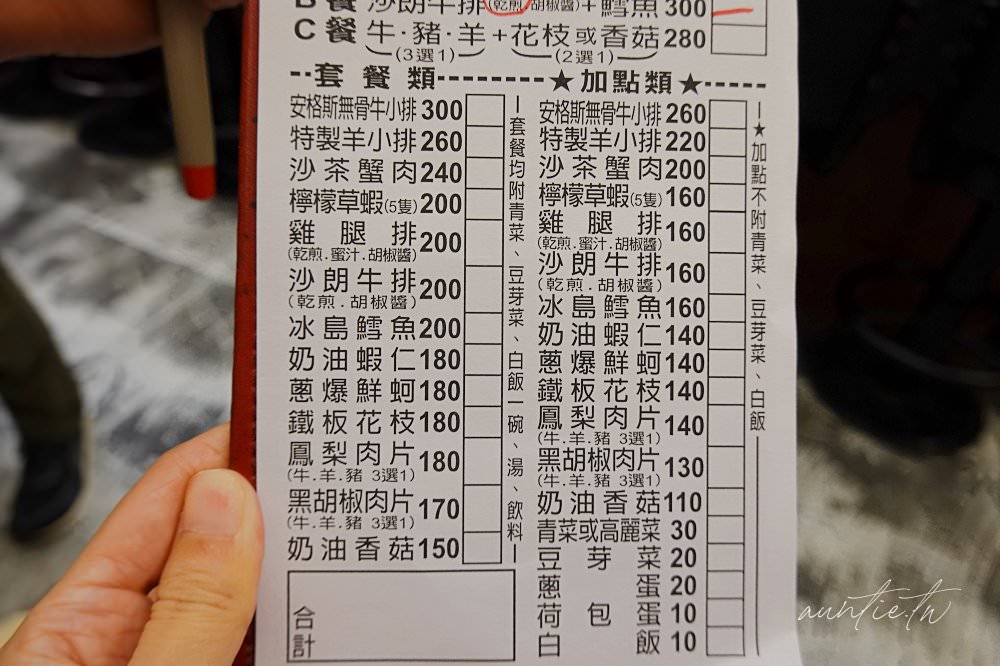 B餐 沙朗牛排(乾煎 胡椒醬)+鱈魚 300
C餐 牛．豬．羊+花枝或香菇 280
(3選1) (2選1)
套餐類
安格斯無骨牛小排 300
特製羊小排 260
沙茶蟹肉 240
檸檬草蝦(5隻) 200
雞腿排 200
(乾煎.蜜汁.胡椒醬)
沙朗牛排 200
(乾煎.胡椒醬)
冰島鱈魚 200
奶油蝦仁 180
蔥爆鮮蚵 180
鐵板花枝 180
鳳梨肉片 180
(牛.羊.豬 3選1)
黑胡椒肉片 170
(牛.羊.豬 3選1)
奶油香菇 150
套餐均附青菜、豆芽菜、白飯一碗、湯、飲料
合計
★加點類★
安格斯無骨牛小排 260
特製羊小排 220
沙茶蟹肉 200
檸檬草蝦(5隻) 160
雞腿排 160
(乾煎.蜜汁.胡椒醬)
沙朗牛排 160
(乾煎.胡椒醬)
冰島鱈魚 160
奶油蝦仁 140
蔥爆鮮蚵 140
鐵板花枝 140
鳳梨肉片 140
(牛.羊.豬 3選1)
黑胡椒肉片 130
(牛.羊.豬 3選1)
奶油香菇 110
青菜或高麗菜 30
豆芽菜 20
蔥蛋 20
荷包蛋 10
白飯 10
★加點不附青菜、豆芽菜、白飯
auntie.tw